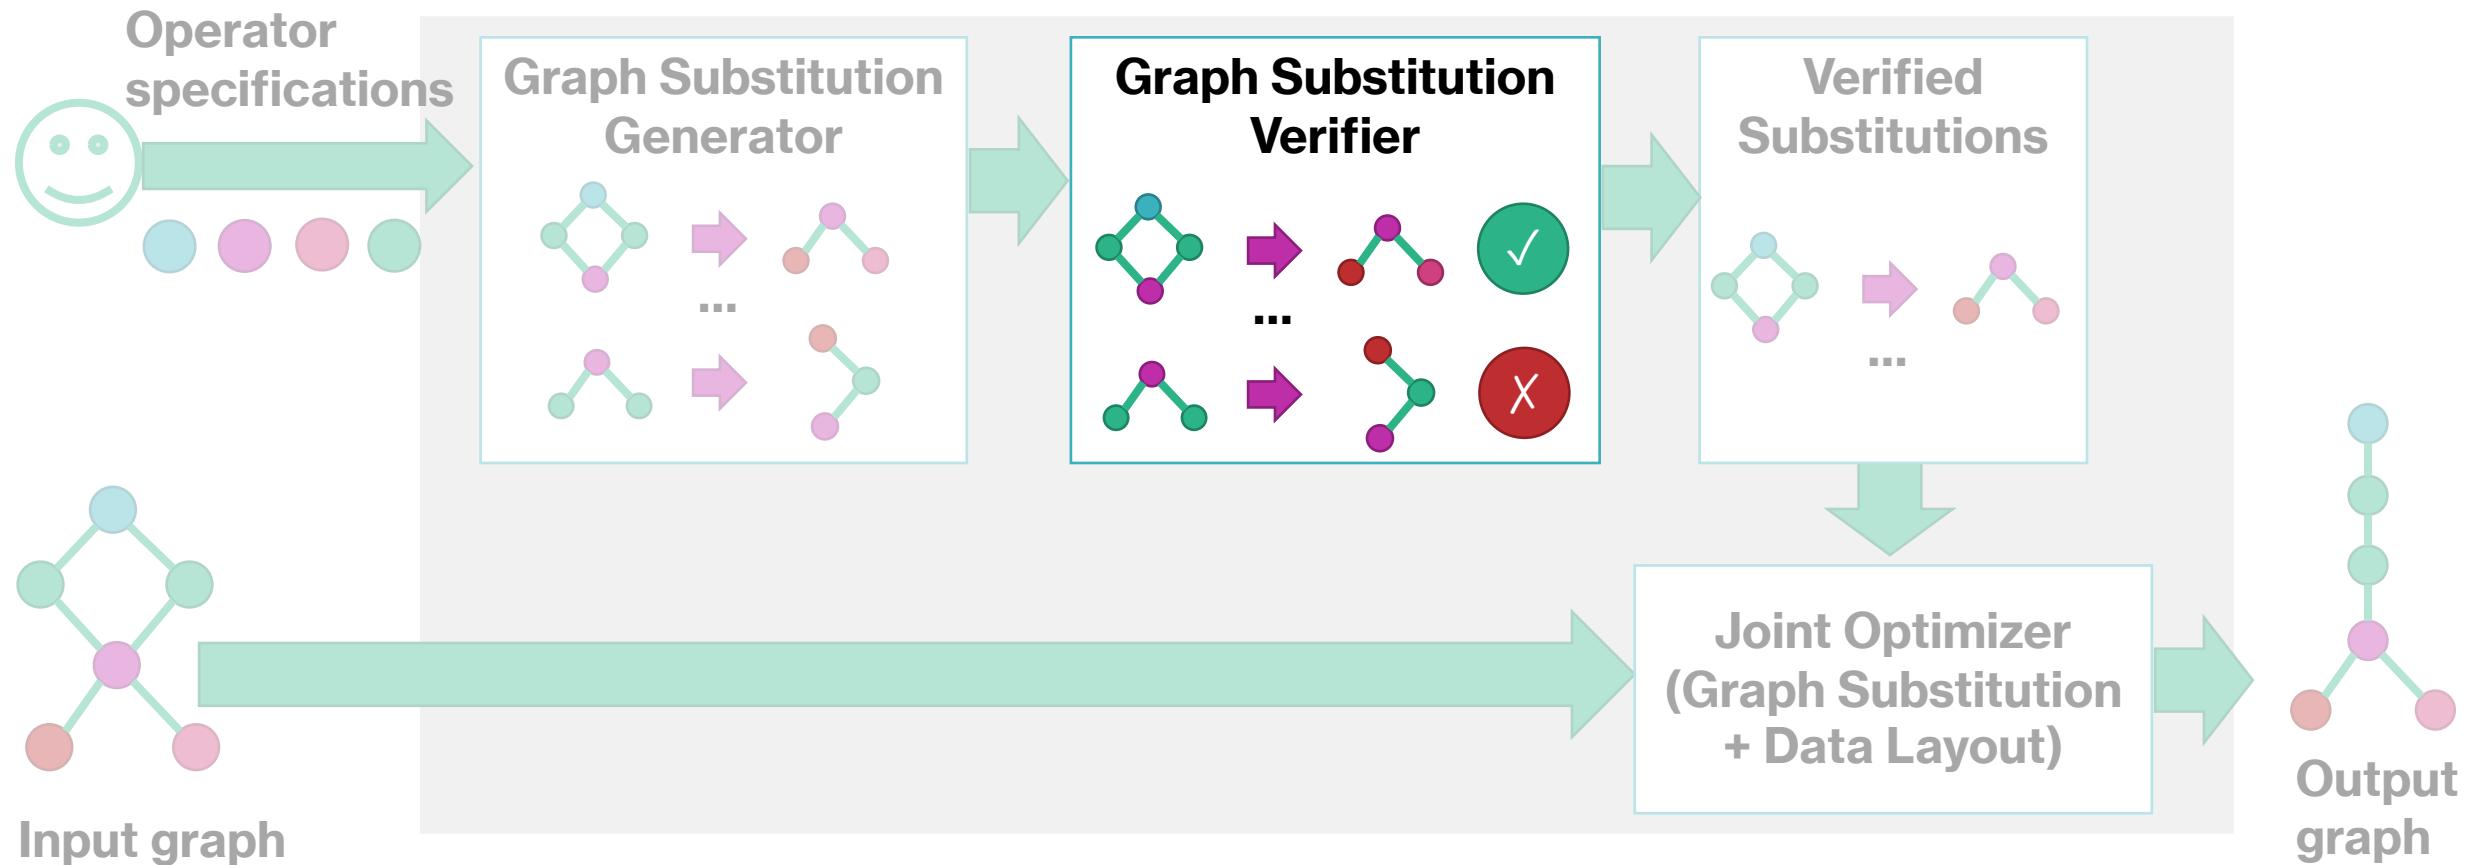 Operator
specifications
Graph Substitution
Generator
...
Graph Substitution
Verifier
✓
...
✗
Verified
Substitutions
...
Joint Optimizer
(Graph Substitution
+ Data Layout)
Input graph
Output
graph